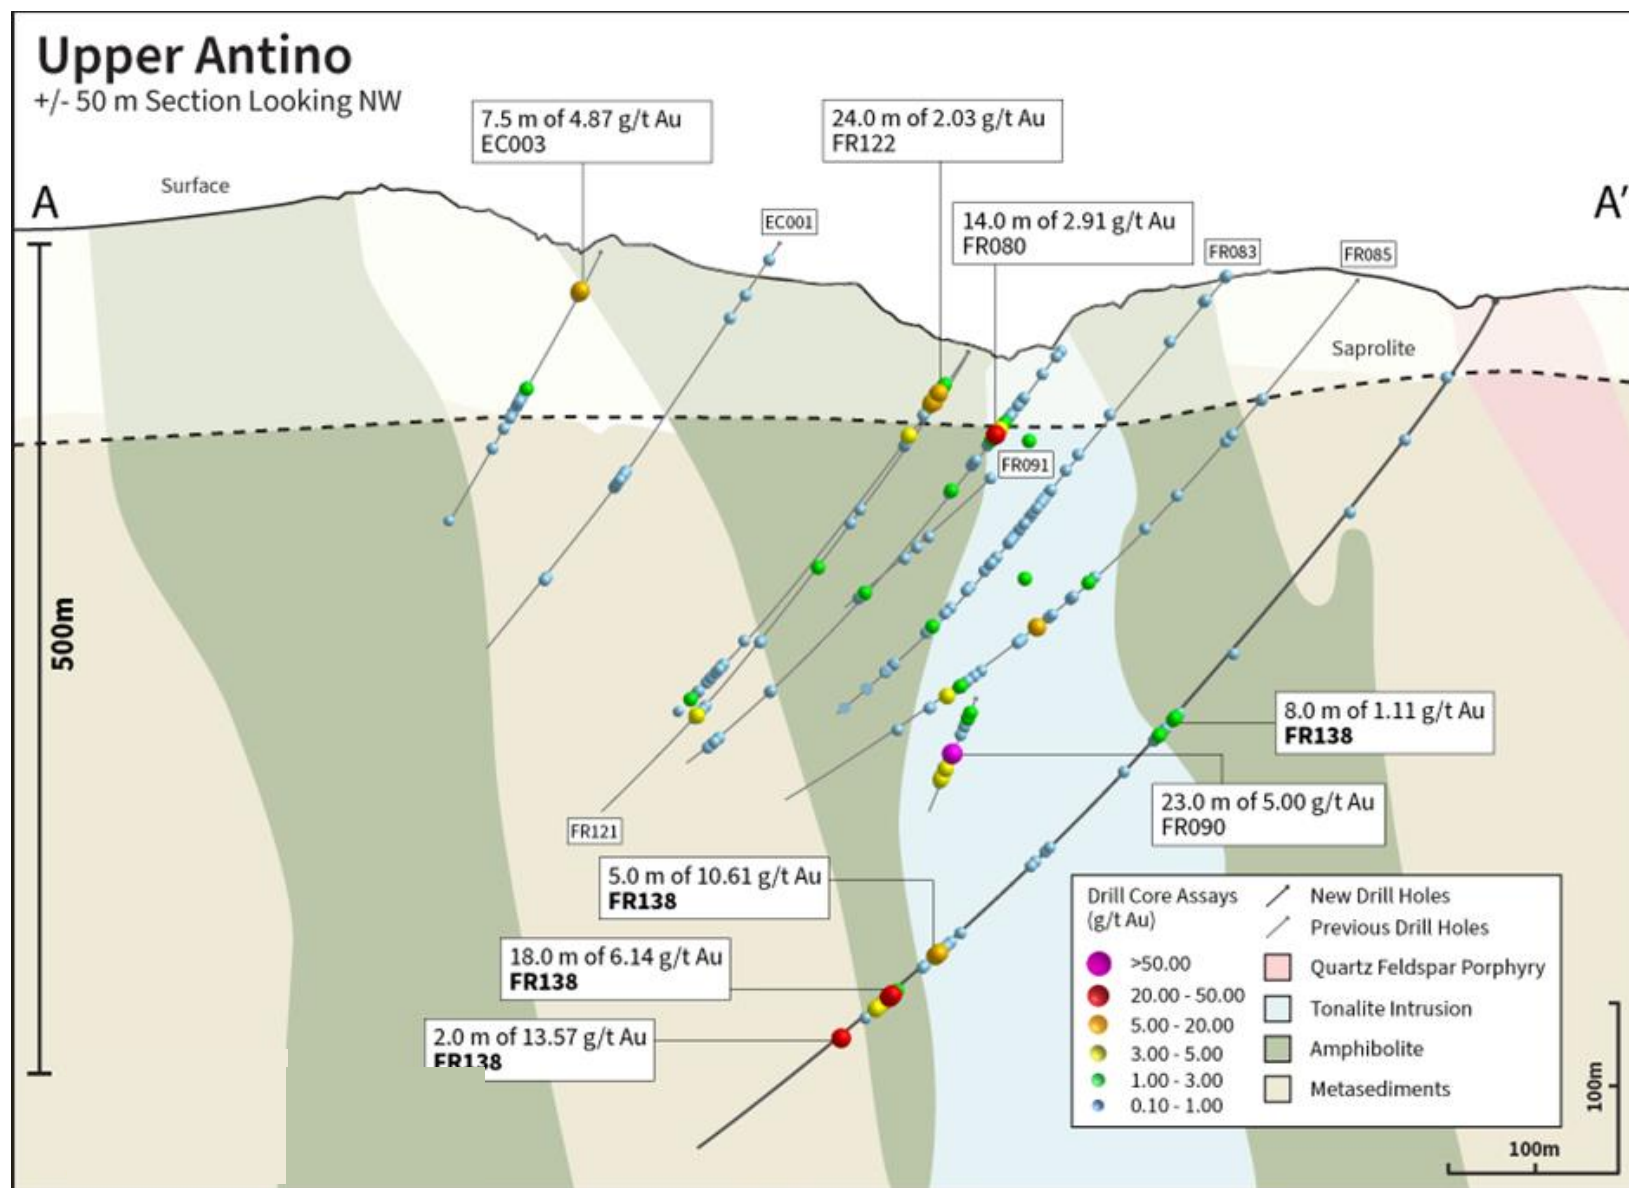 Upper Antino
+/- 50 m Section Looking NW
7.5 m of 4.87 g/t Au
EC003
24.0 m of 2.03 g/t Au
FR122
A
Surface
EC001
14.0 m of 2.91 g/t Au
FR080
FR083
FR085
A'
Saprolite
FR091
500m
8.0 m of 1.11 g/t Au
FR138
23.0 m of 5.00 g/t Au
FR090
FR121
5.0 m of 10.61 g/t Au
FR138
18.0 m of 6.14 g/t Au
FR138
2.0 m of 13.57 g/t Au
FR138
Drill Core Assays
(g/t Au)
>50.00
20.00 - 50.00
5.00 - 20.00
3.00 - 5.00
1.00 - 3.00
0.10 - 1.00
New Drill Holes
Previous Drill Holes
Quartz Feldspar Porphyry
Tonalite Intrusion
Amphibolite
Metasediments
100m
100m